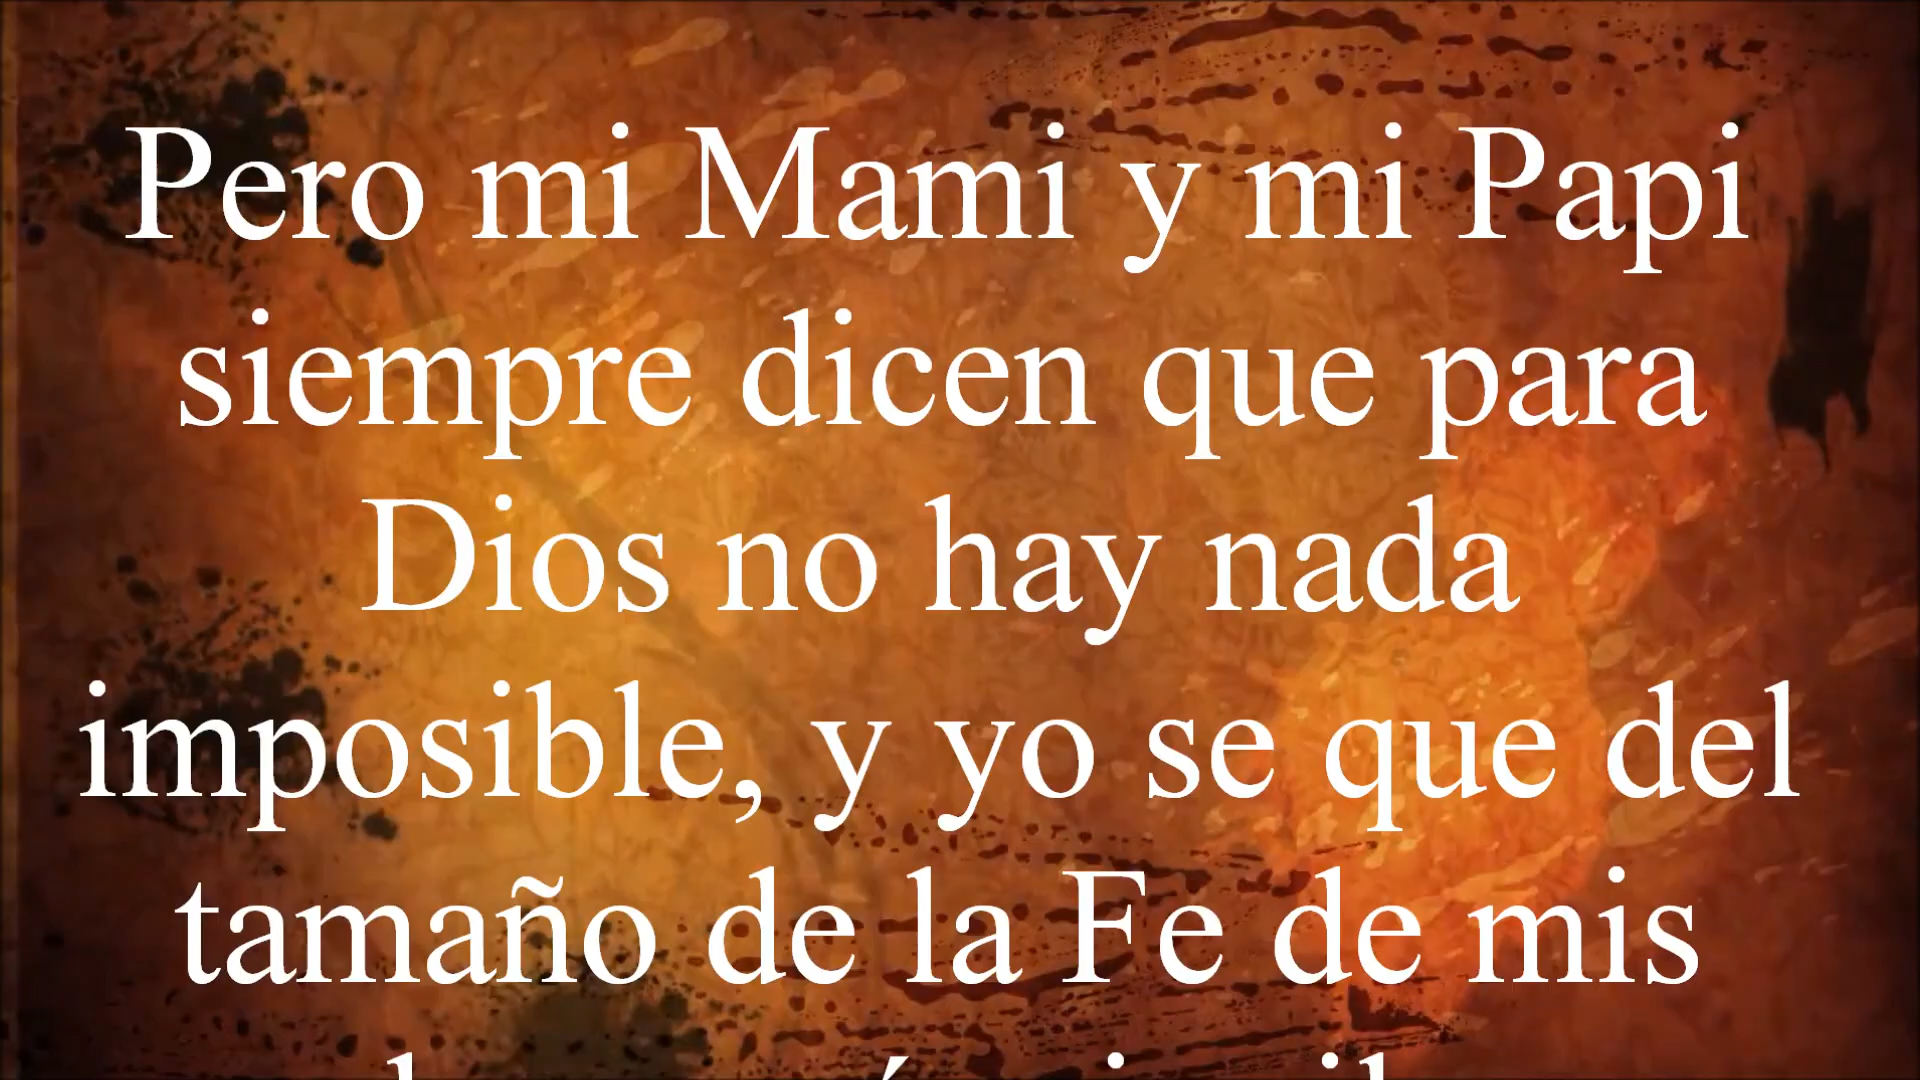 Pero mi Mami y mi Papi
siempre dicen que para
Dios no hay nada
imposible, y yo se que del
tamaño de la Fe de mis